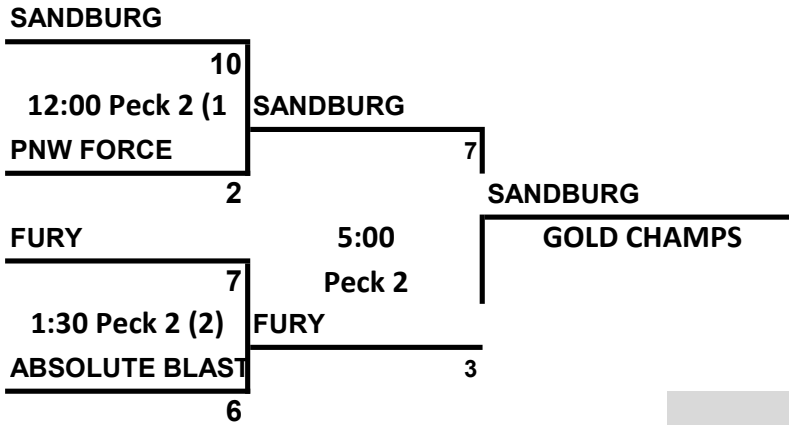 SANDBURG
10
12:00 Peck 2 (1
SANDBURG
PNW FORCE
7
2
SANDBURG
FURY
5:00
GOLD CHAMPS
7
Peck 2
1:30 Peck 2 (2)
FURY
ABSOLUTE BLAST
3
6